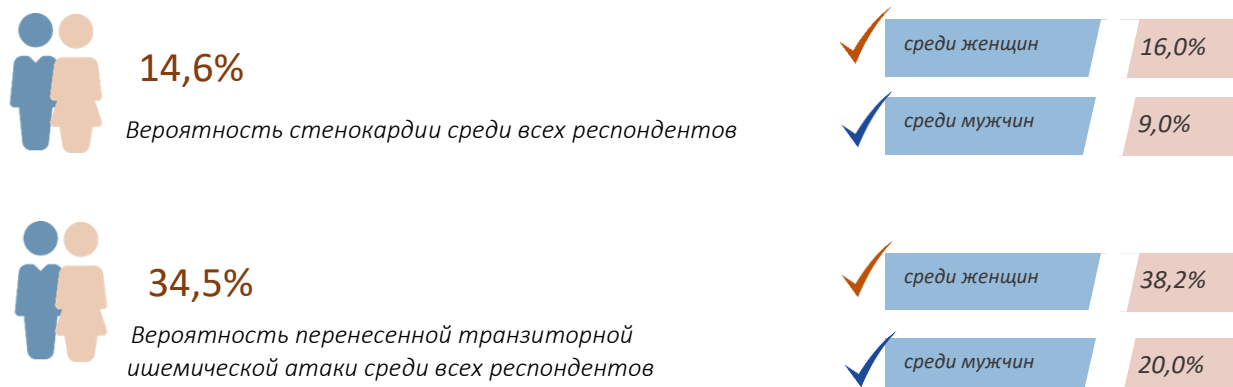 14,6%
Вероятность стенокардии среди всех респондентов
среди женщин 16,0%
среди мужчин 9,0%
34,5%
Вероятность перенесенной транзиторной
ишемической атаки среди всех респондентов
среди женщин 38,2%
среди мужчин 20,0%